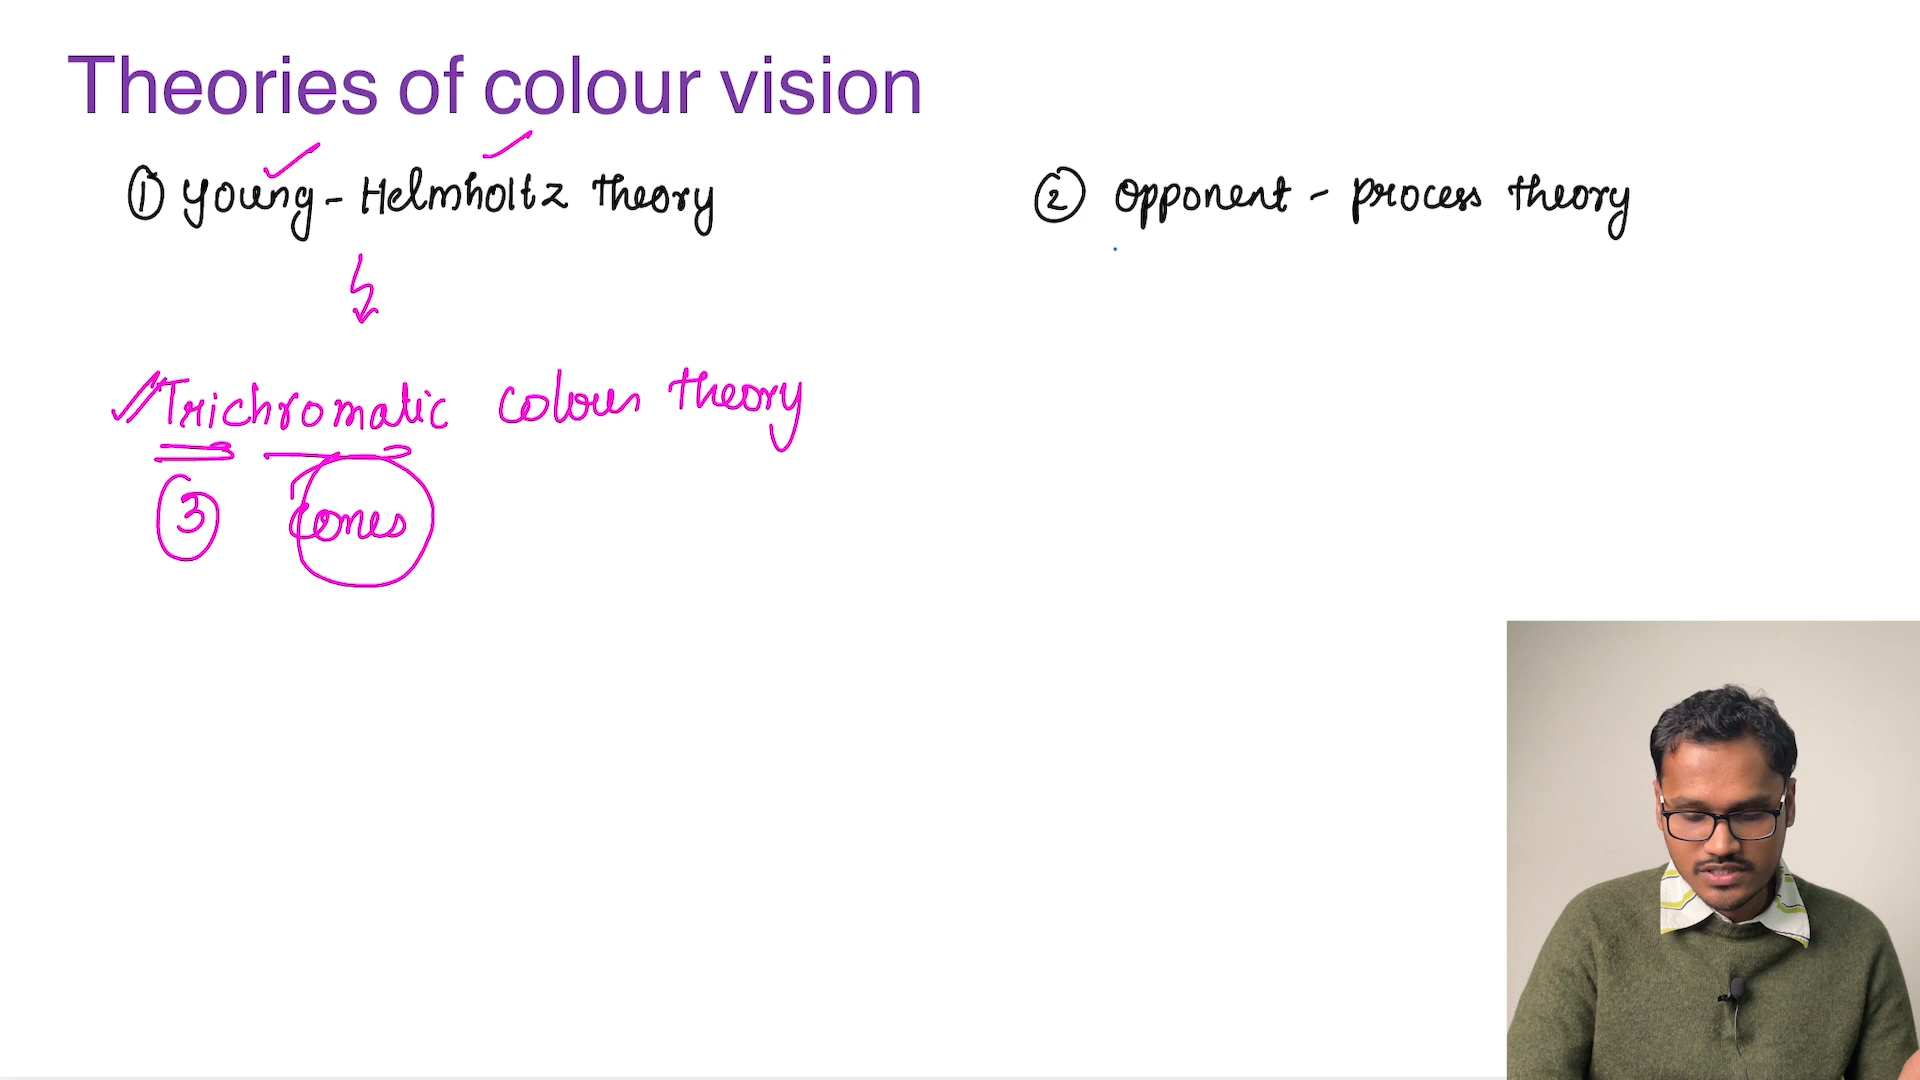 Theories of colour vision
① Young - Helmholtz Theory
② Opponent - process theory
Trichromatic colour theory
③ Cones